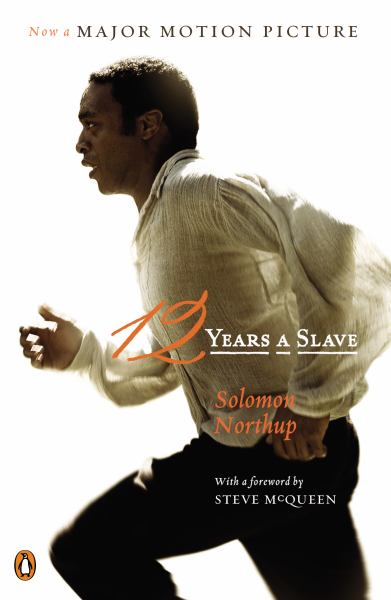 Now a MAJOR MOTION PICTURE
12 YEARS A SLAVE
Solomon
Northup
With a foreword by
STEVE McQUEEN